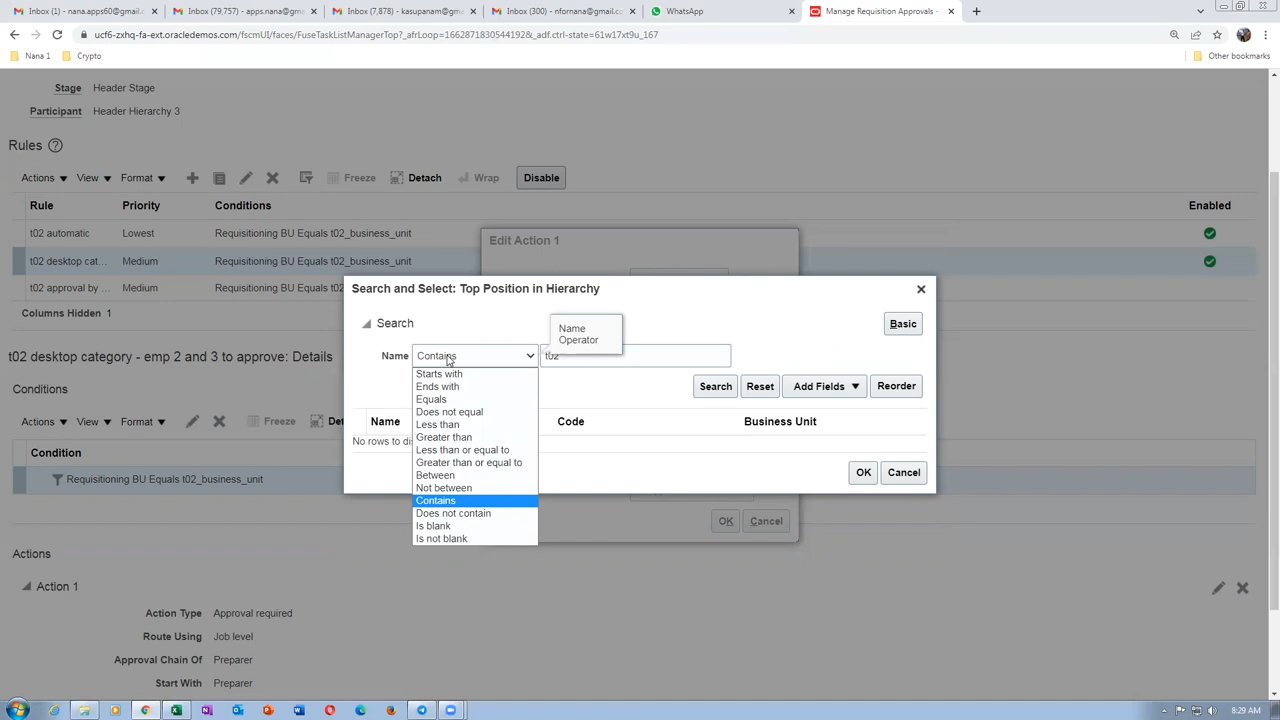 Inbox (1) - nana.apps60@gmail.c
Inbox (79,757) - apps.nana@gmail
Inbox (7,878) - kasupanam@gmail
Inbox (300) - nfornana@gmail.co
WhatsApp
Manage Requisition Approvals -
ucf6-zxhq-fa-ext.oracledemos.com/fscmUI/faces/FuseTaskListManagerTop?_afrLoop=1662871830544192&_adf.ctrl-state=61w17xt9u_167
Nana 1
Crypto
Other bookmarks
Stage Header Stage
Participant Header Hierarchy 3
Rules
Actions View Format Freeze Detach Wrap Disable
Rule Priority Conditions Enabled
t02 automatic Lowest Requisitioning BU Equals t02_business_unit
t02 desktop cat... Medium Requisitioning BU Equals t02_business_unit
t02 approval by ... Medium Requisitioning BU Equals t02_business_unit
Columns Hidden 1
Edit Action 1
Search and Select: Top Position in Hierarchy
Search
Basic
Name
Operator
Name Contains t02
Starts with
Ends with
Equals
Does not equal
Less than
Greater than
Less than or equal to
Greater than or equal to
Between
Not between
Contains
Does not contain
Is blank
Is not blank
Search Reset Add Fields Reorder
Name Code Business Unit
No rows to di
OK Cancel
OK Cancel
t02 desktop category - emp 2 and 3 to approve: Details
Conditions
Actions View Format Freeze Det
Condition
Requisitioning BU Equals t02_business_unit
Actions
Action 1
Action Type Approval required
Route Using Job level
Approval Chain Of Preparer
Start With Preparer
8:29 AM